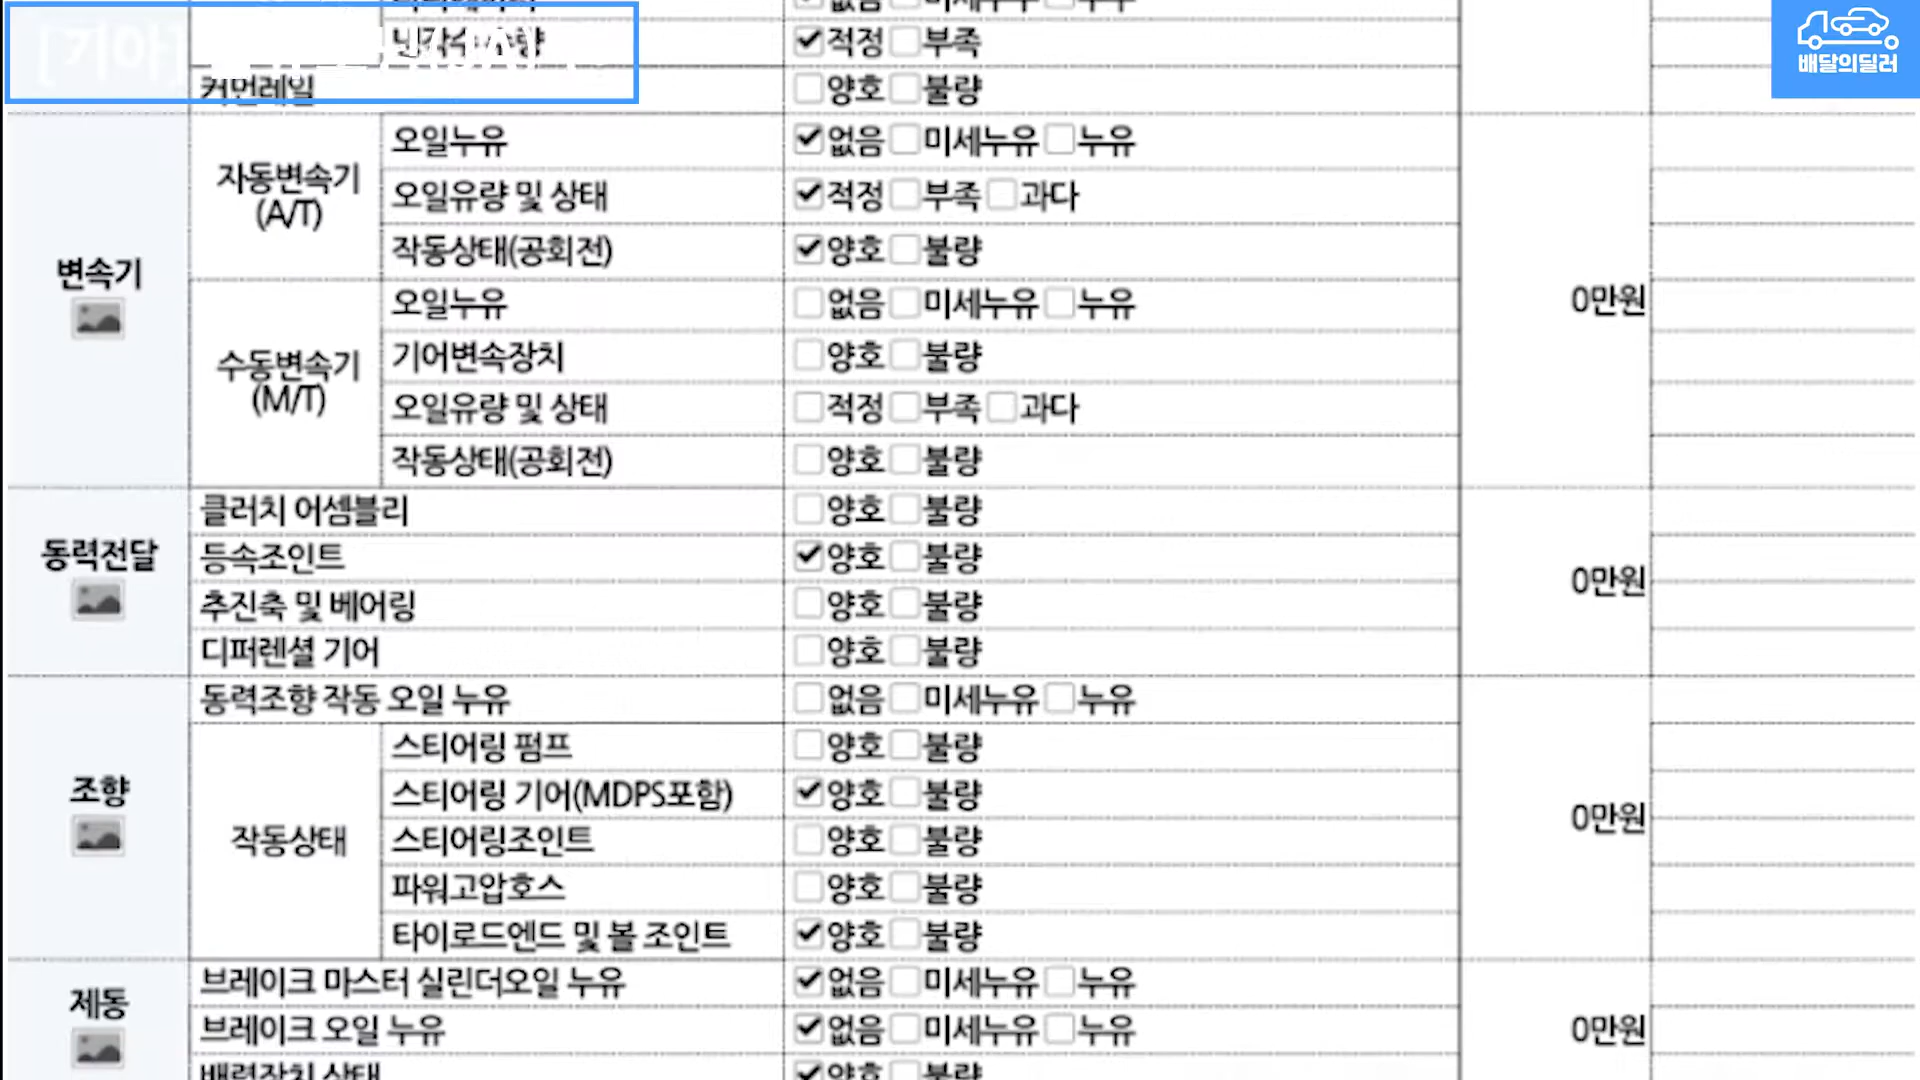 [기아]
적정 부족
커먼레일 양호 불량
배달의딜러
변속기
자동변속기
(A/T)
오일누유 없음 미세누유 누유
오일유량 및 상태 적정 부족 과다
작동상태(공회전) 양호 불량
수동변속기
(M/T)
오일누유 없음 미세누유 누유
기어변속장치 양호 불량
오일유량 및 상태 적정 부족 과다
작동상태(공회전) 양호 불량
0만원
동력전달
클러치 어셈블리 양호 불량
등속조인트 양호 불량
추진축 및 베어링 양호 불량
디퍼렌셜 기어 양호 불량
0만원
조향
동력조향 작동 오일 누유 없음 미세누유 누유
작동상태
스티어링 펌프 양호 불량
스티어링 기어(MDPS포함) 양호 불량
스티어링조인트 양호 불량
파워고압호스 양호 불량
타이로드엔드 및 볼 조인트 양호 불량
0만원
제동
브레이크 마스터 실린더오일 누유 없음 미세누유 누유
브레이크 오일 누유 없음 미세누유 누유
배력장치 상태 양호 불량
0만원